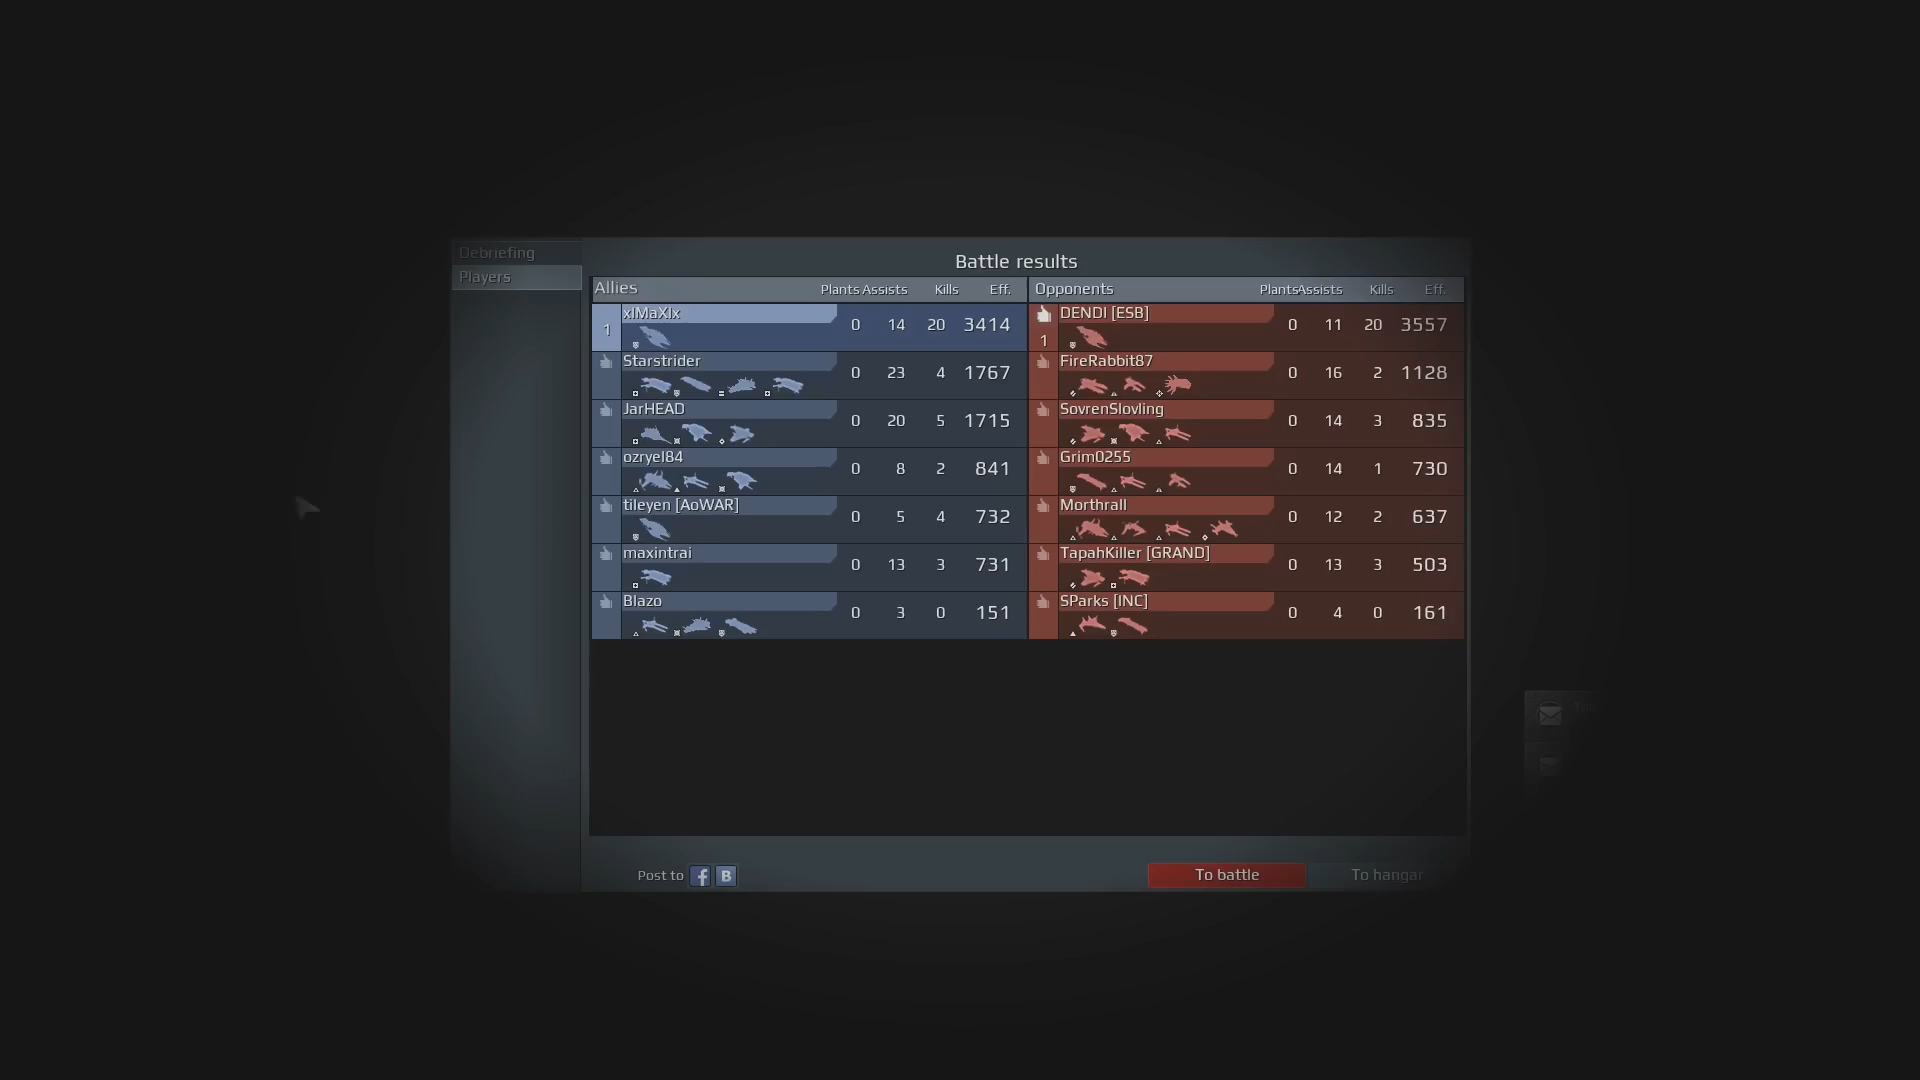 Debriefing
Players
Battle results
Allies Plants Assists Kills Eff.
1 xIMaXIx 0 14 20 3414
Starstrider 0 23 4 1767
JarHEAD 0 20 5 1715
ozryel84 0 8 2 841
tileyen [AoWAR] 0 5 4 732
maxintrai 0 13 3 731
Blazo 0 3 0 151
Opponents Plants Assists Kills Eff.
1 DENDI [ESB] 0 11 20 3557
FireRabbit87 0 16 2 1128
SovrenSlovling 0 14 3 835
Grim0255 0 14 1 730
Morthrall 0 12 2 637
TapahKiller [GRAND] 0 13 3 503
SParks [INC] 0 4 0 161
Post to f B
To battle
To hangar